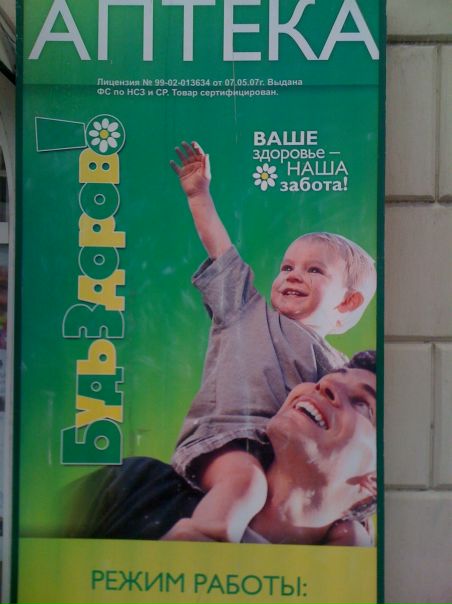 АПТЕКА
Лицензия № 99-02-013634 от 07.05.07г. Выдана
ФС по НСЗ и СР. Товар сертифицирован.
БудьЗдоров!
ВАШЕ
здоровье –
НАША
забота!
РЕЖИМ РАБОТЫ: